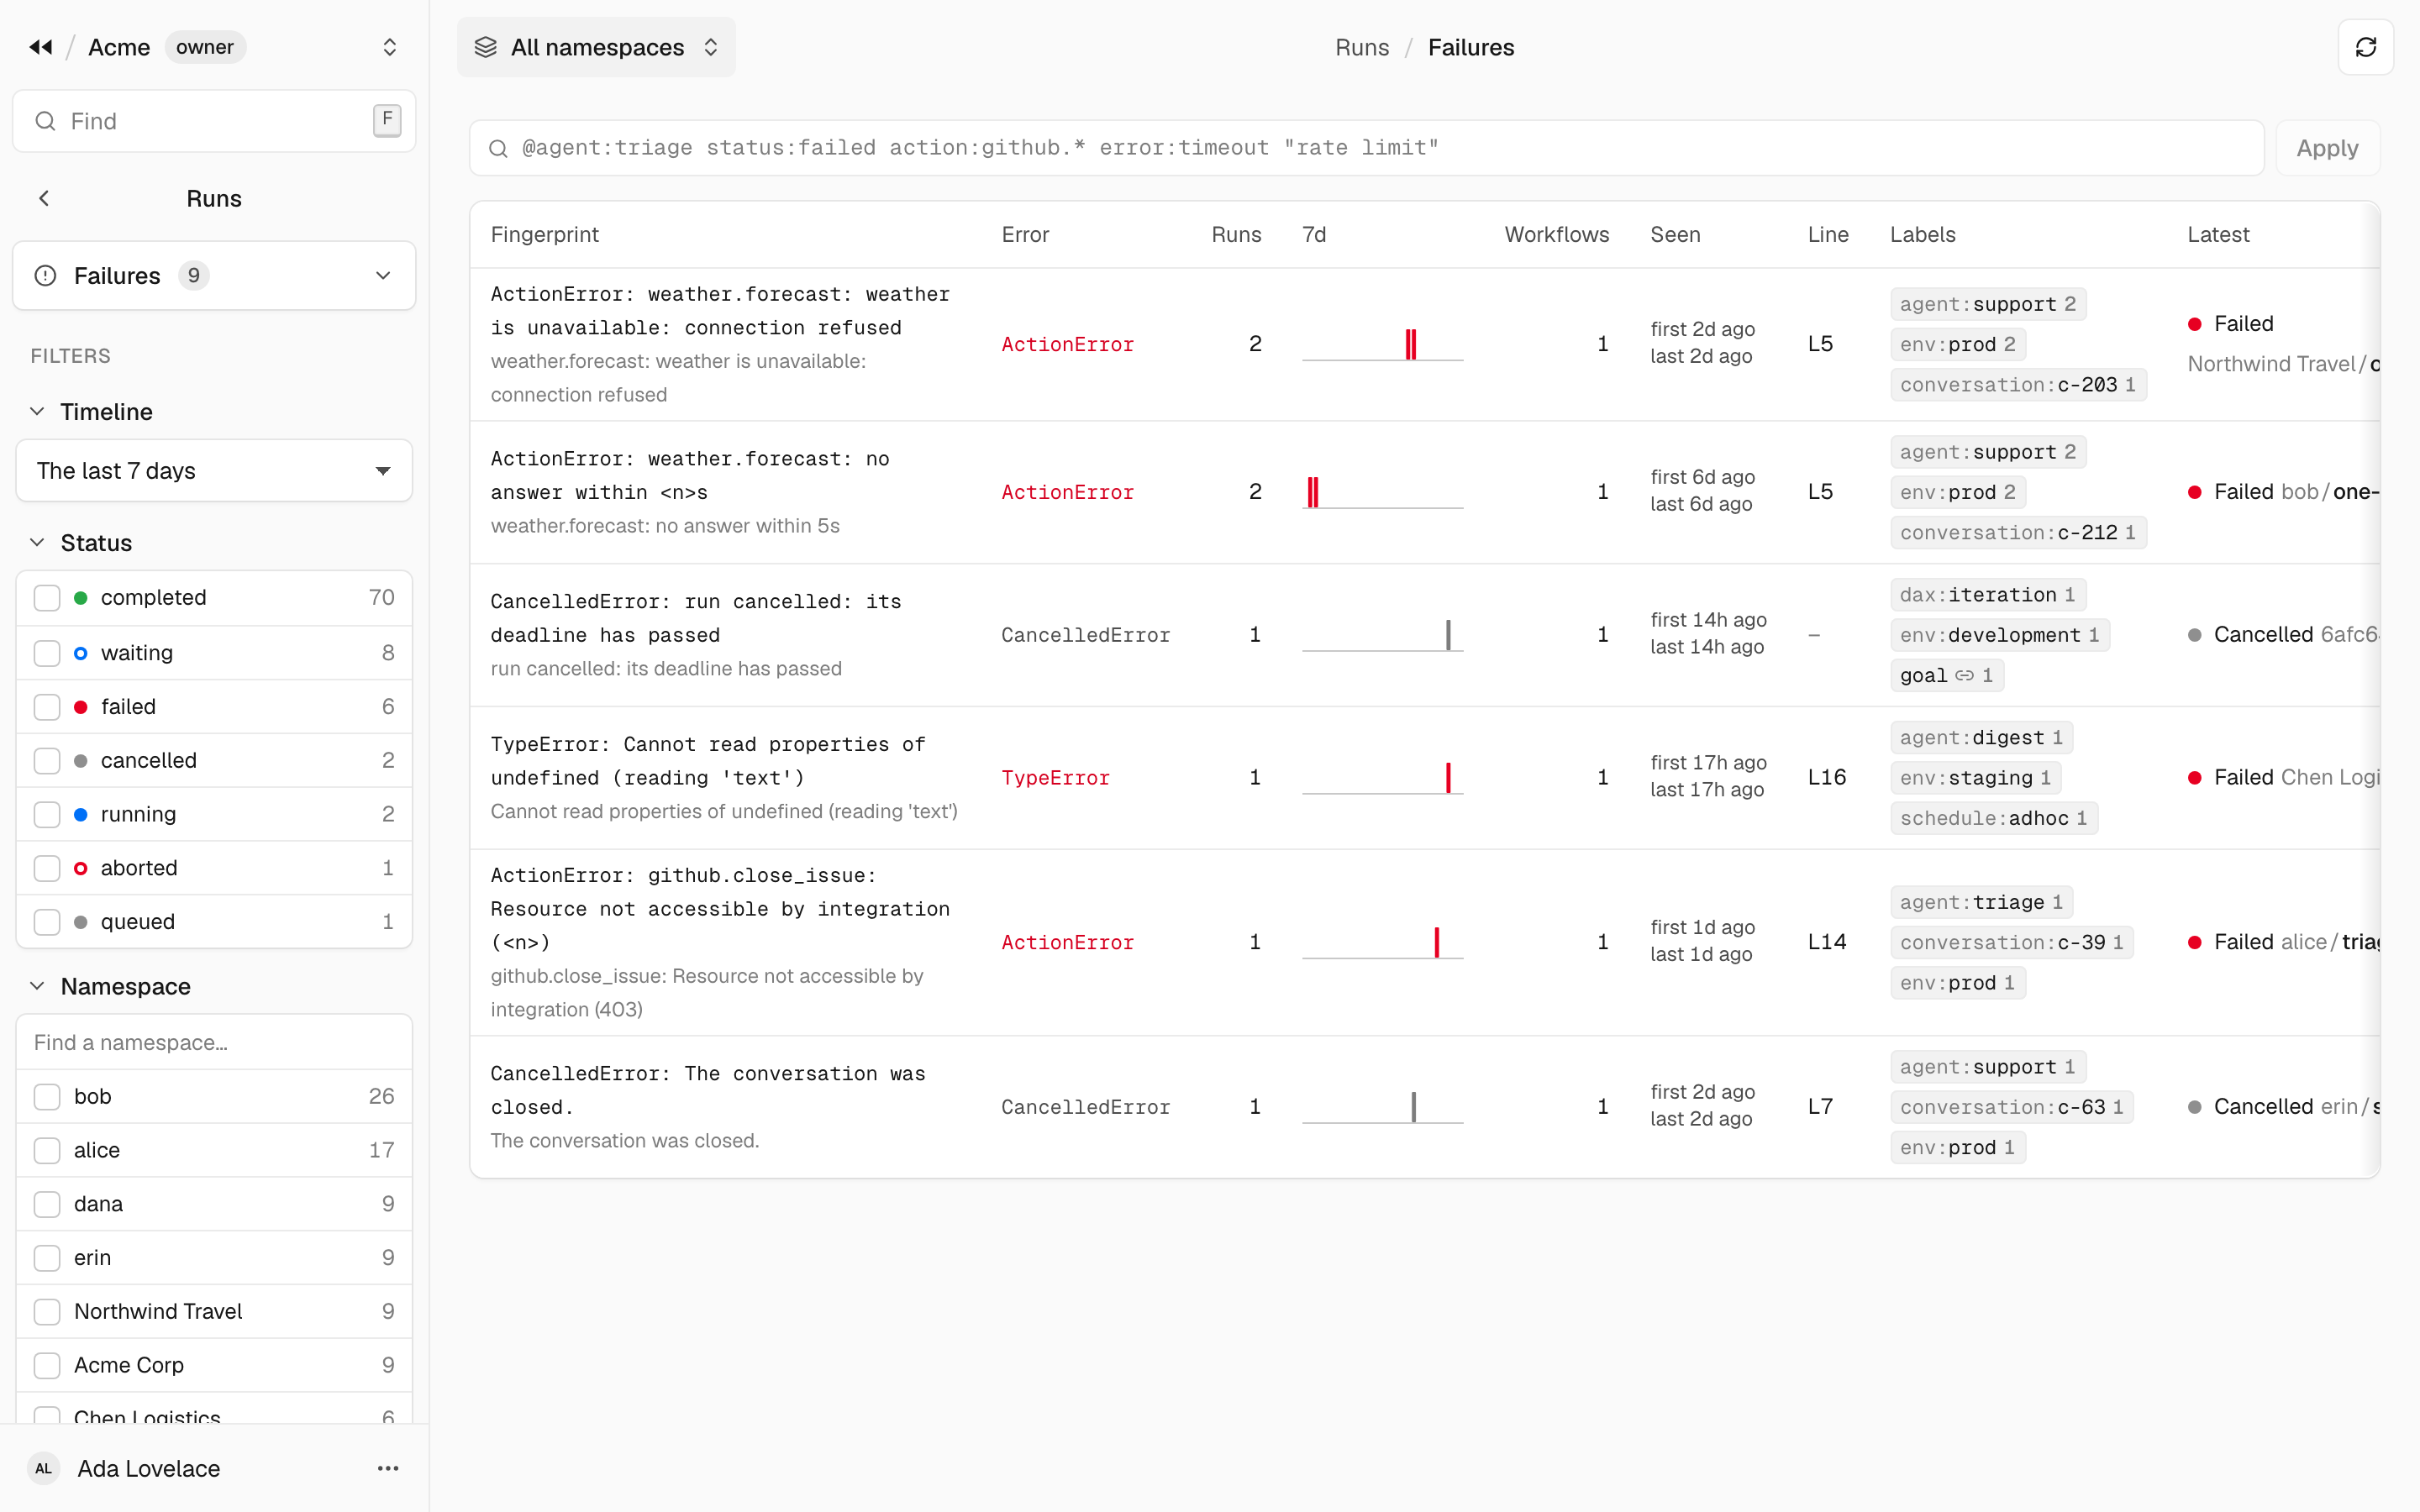 Acme owner
Find F
Runs
Failures 9
FILTERS
Timeline
The last 7 days
Status
completed 70
waiting 8
failed 6
cancelled 2
running 2
aborted 1
queued 1
Namespace
Find a namespace...
bob 26
alice 17
dana 9
erin 9
Northwind Travel 9
Acme Corp 9
Chen Logistics 6
AL Ada Lovelace
All namespaces
Runs / Failures
@agent:triage status:failed action:github.* error:timeout "rate limit"
Apply
Fingerprint Error Runs 7d Workflows Seen Line Labels Latest
ActionError: weather.forecast: weather
is unavailable: connection refused
weather.forecast: weather is unavailable:
connection refused
ActionError
2
1
first 2d ago
last 2d ago
L5
agent:support 2
env:prod 2
conversation:c-203 1
Failed
Northwind Travel/
ActionError: weather.forecast: no
answer within <n>s
weather.forecast: no answer within 5s
ActionError
2
1
first 6d ago
last 6d ago
L5
agent:support 2
env:prod 2
conversation:c-212 1
Failed bob/one-
CancelledError: run cancelled: its
deadline has passed
run cancelled: its deadline has passed
CancelledError
1
1
first 14h ago
last 14h ago
–
dax:iteration 1
env:development 1
goal 1
Cancelled 6afc6
TypeError: Cannot read properties of
undefined (reading 'text')
Cannot read properties of undefined (reading 'text')
TypeError
1
1
first 17h ago
last 17h ago
L16
agent:digest 1
env:staging 1
schedule:adhoc 1
Failed Chen Logi
ActionError: github.close_issue:
Resource not accessible by integration
(<n>)
github.close_issue: Resource not accessible by
integration (403)
ActionError
1
1
first 1d ago
last 1d ago
L14
agent:triage 1
conversation:c-39 1
env:prod 1
Failed alice/tria
CancelledError: The conversation was
closed.
The conversation was closed.
CancelledError
1
1
first 2d ago
last 2d ago
L7
agent:support 1
conversation:c-63 1
env:prod 1
Cancelled erin/